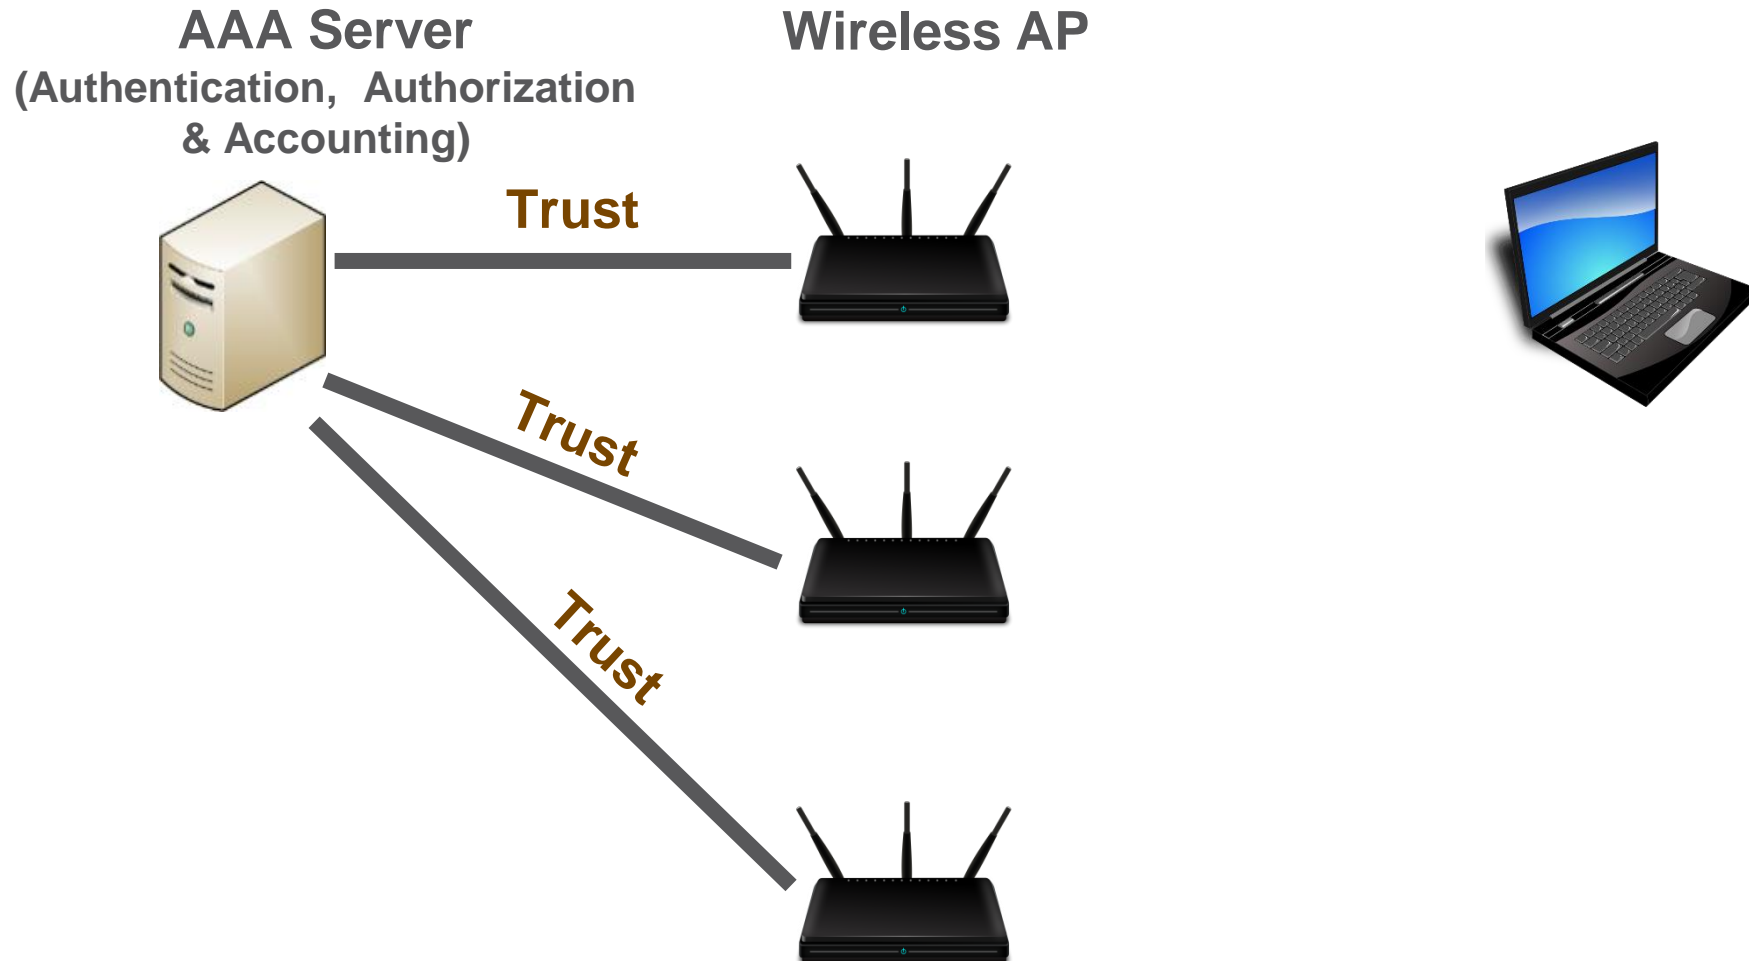 AAA Server
(Authentication, Authorization
& Accounting)
Wireless AP
Trust
Trust
Trust